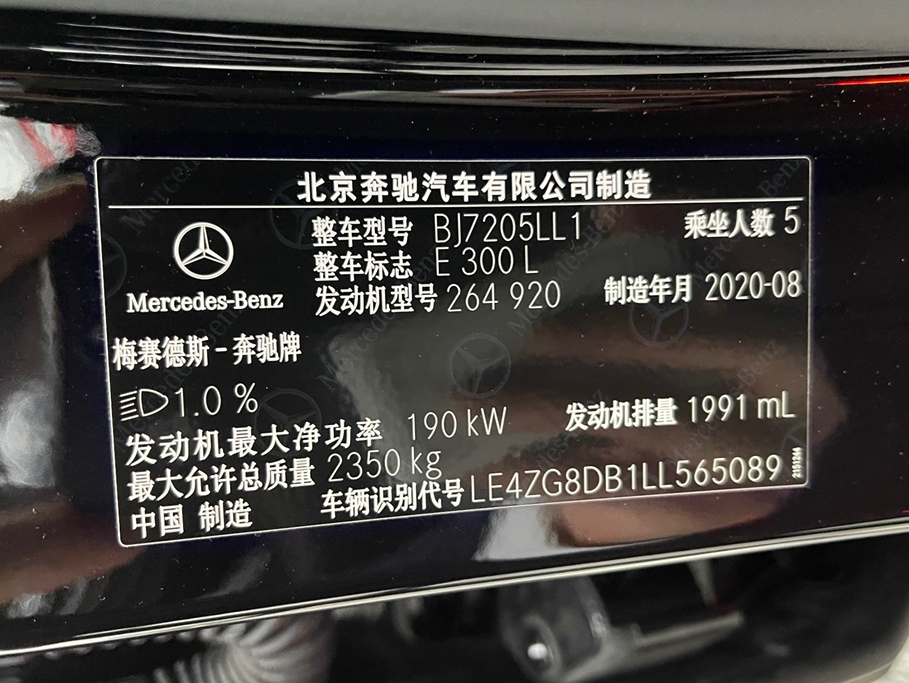 北京奔驰汽车有限公司制造
整车型号 BJ7205LL1 乘坐人数 5
整车标志 E 300 L
发动机型号 264 920 制造年月 2020-08
Mercedes-Benz
梅赛德斯-奔驰牌
1.0 %
发动机最大净功率 190 kW 发动机排量 1991 mL
最大允许总质量 2350 kg
中国 制造 车辆识别代号 LE4ZG8DB1LL565089